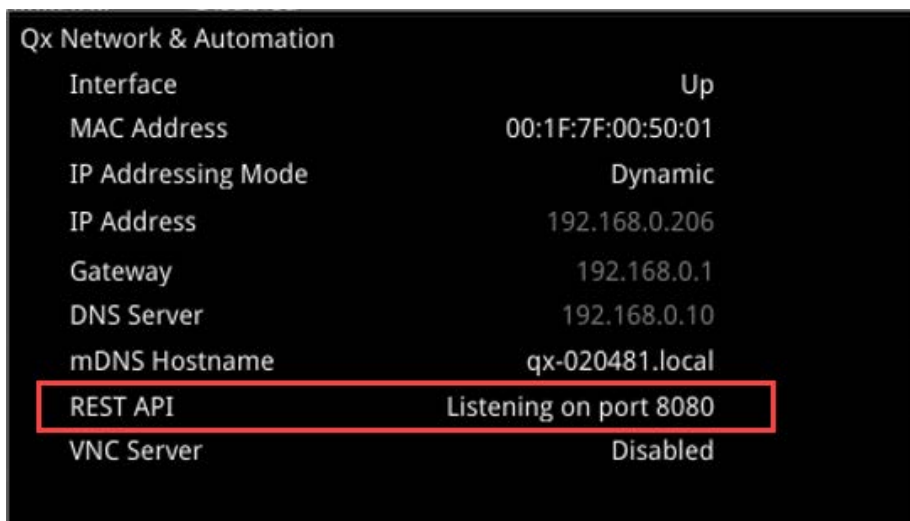 Qx Network & Automation
Interface Up
MAC Address 00:1F:7F:00:50:01
IP Addressing Mode Dynamic
IP Address 192.168.0.206
Gateway 192.168.0.1
DNS Server 192.168.0.10
mDNS Hostname qx-020481.local
REST API Listening on port 8080
VNC Server Disabled